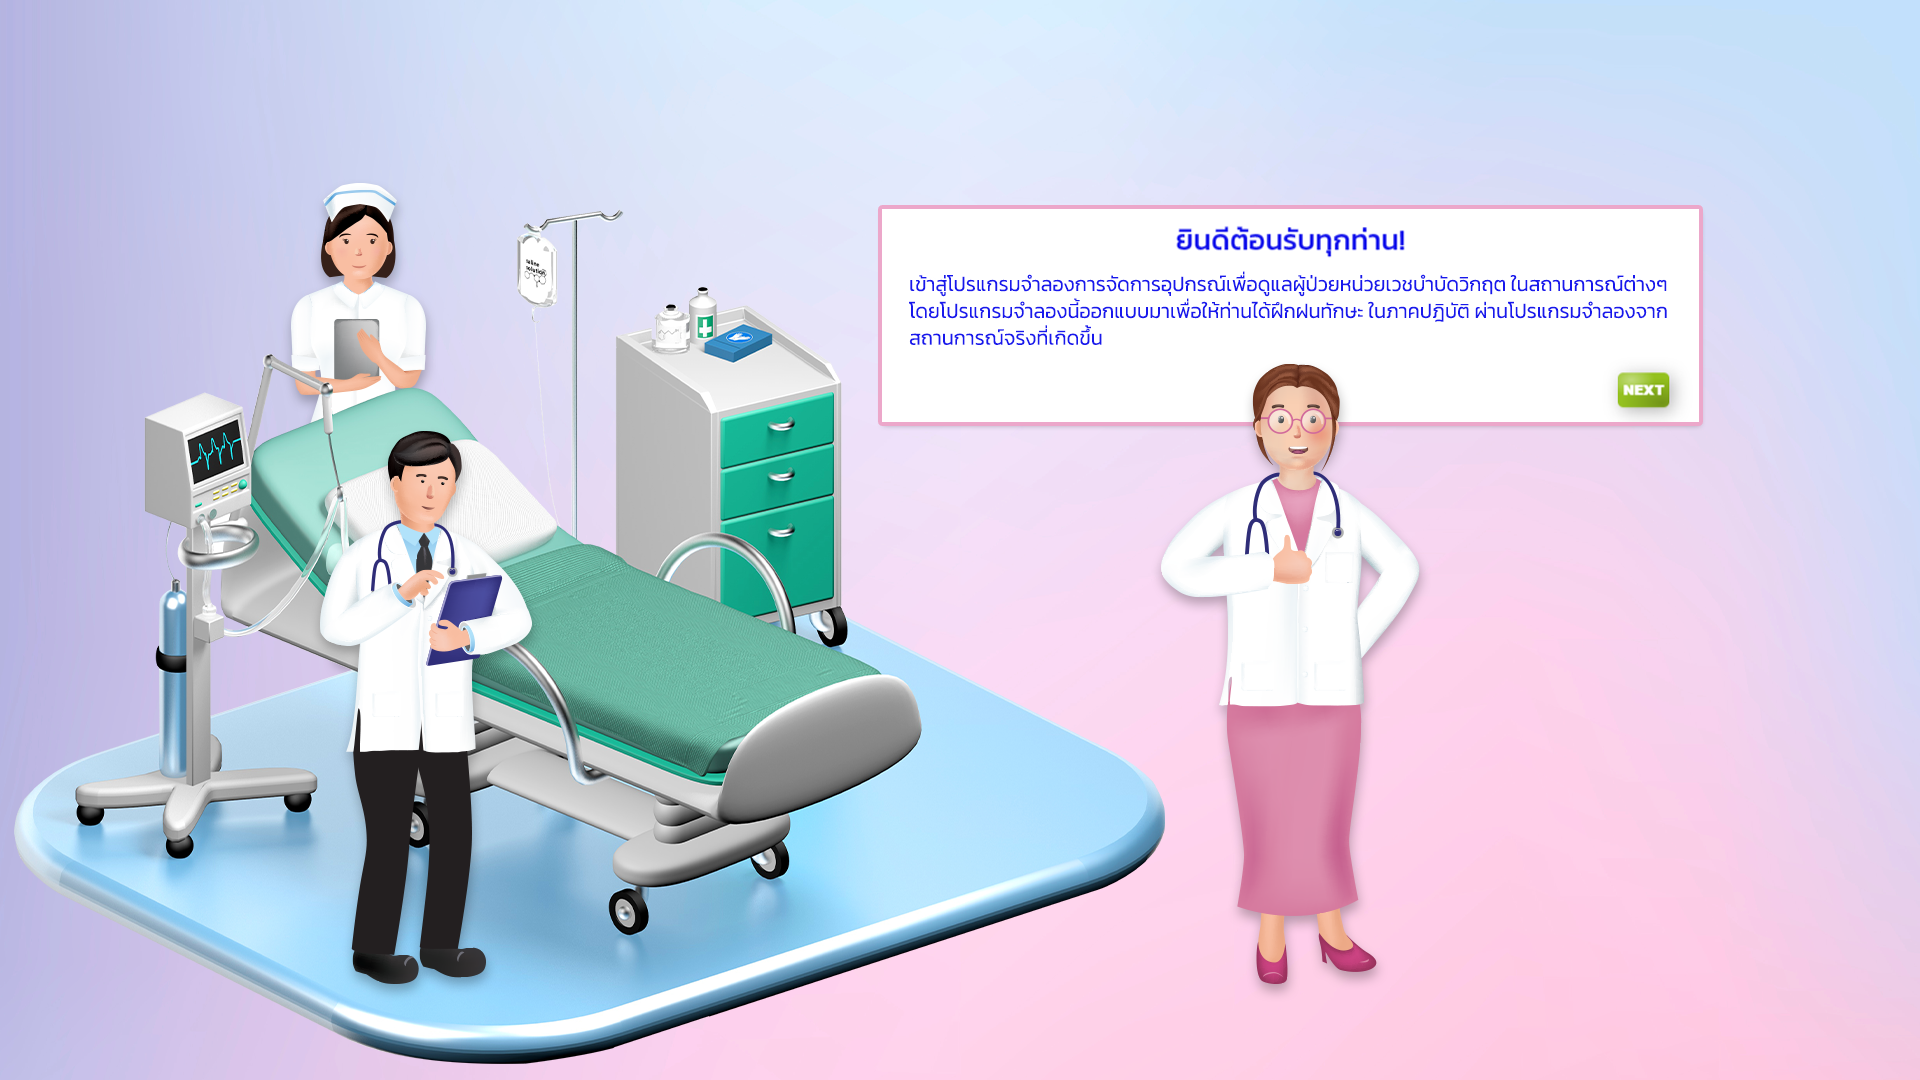 ยินดีต้อนรับทุกท่าน!
เข้าสู่โปรแกรมจำลองการจัดการอุปกรณ์เพื่อดูแลผู้ป่วยหน่วยเวชบำบัดวิกฤต ในสถานการณ์ต่างๆ
โดยโปรแกรมจำลองนี้ออกแบบมาเพื่อให้ท่านได้ฝึกฝนทักษะ ในภาคปฎิบัติ ผ่านโปรแกรมจำลองจาก
สถานการณ์จริงที่เกิดขึ้น
NEXT
saline
solution